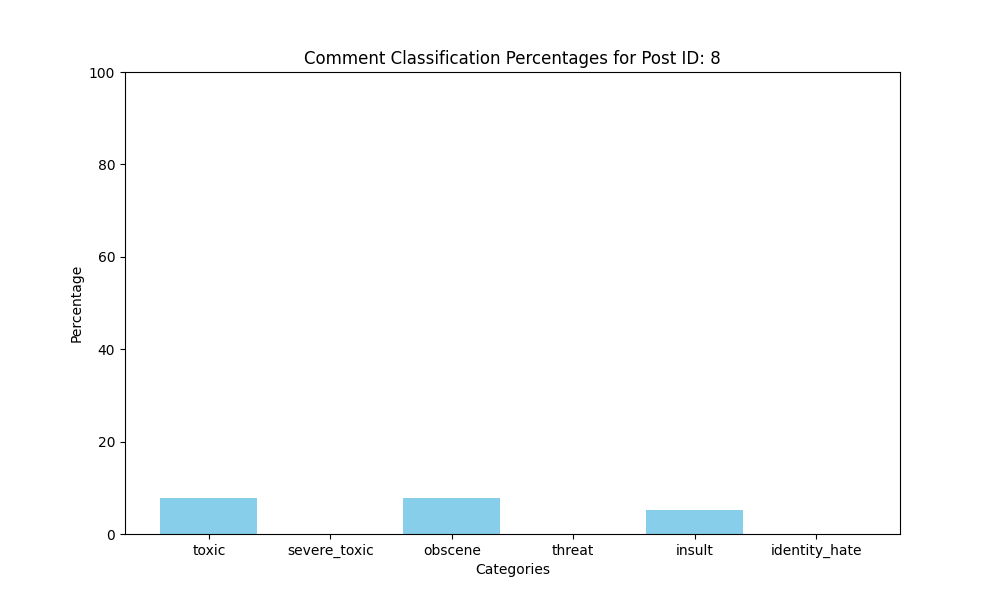 Comment Classification Percentages for Post ID: 8
100
80
60
40
20
0
Percentage
toxic severe_toxic obscene threat insult identity_hate
Categories